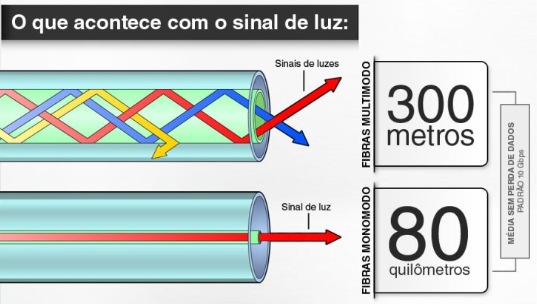 O que acontece com o sinal de luz:
Sinais de luzes
FIBRAS MULTIMODO
300
metros
Sinal de luz
FIBRAS MONOMODO
80
quilômetros
MÉDIA SEM PERDA DE DADOS
PADRÃO 10 Gbps